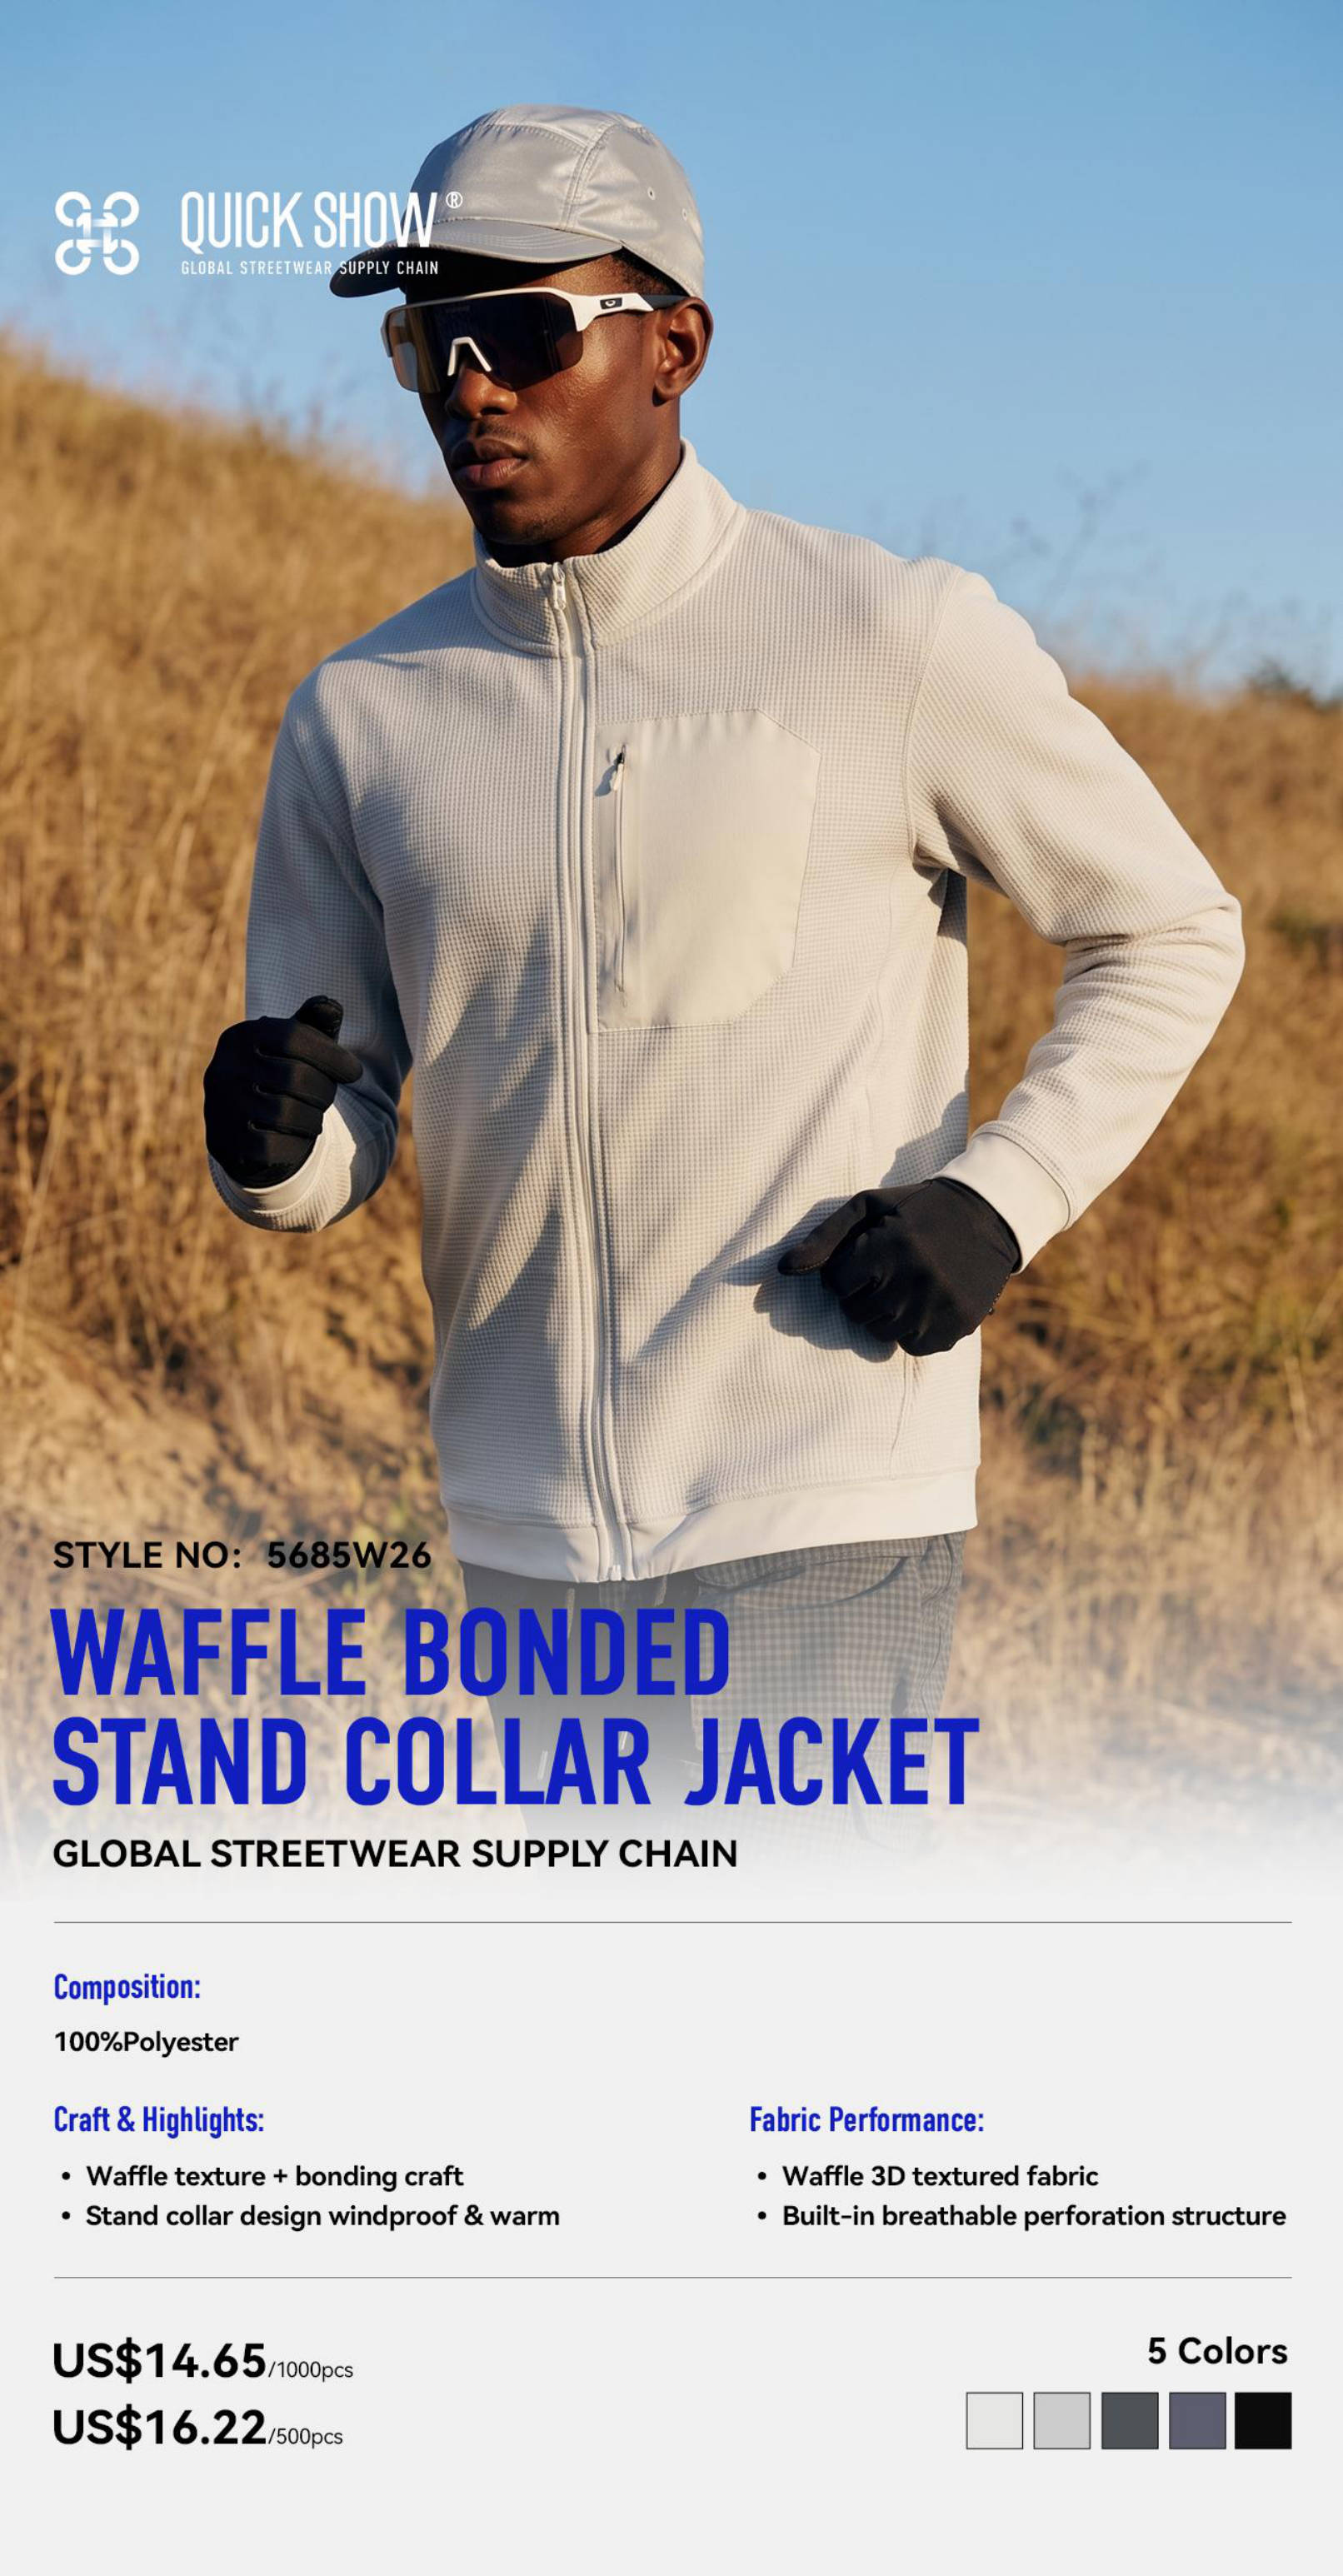 QUICK SHOW®
GLOBAL STREETWEAR SUPPLY CHAIN
STYLE NO: 5685W26
WAFFLE BONDED
STAND COLLAR JACKET
GLOBAL STREETWEAR SUPPLY CHAIN
Composition:
100%Polyester
Craft & Highlights:
• Waffle texture + bonding craft
• Stand collar design windproof & warm
Fabric Performance:
• Waffle 3D textured fabric
• Built-in breathable perforation structure
US$14.65/1000pcs
US$16.22/500pcs
5 Colors